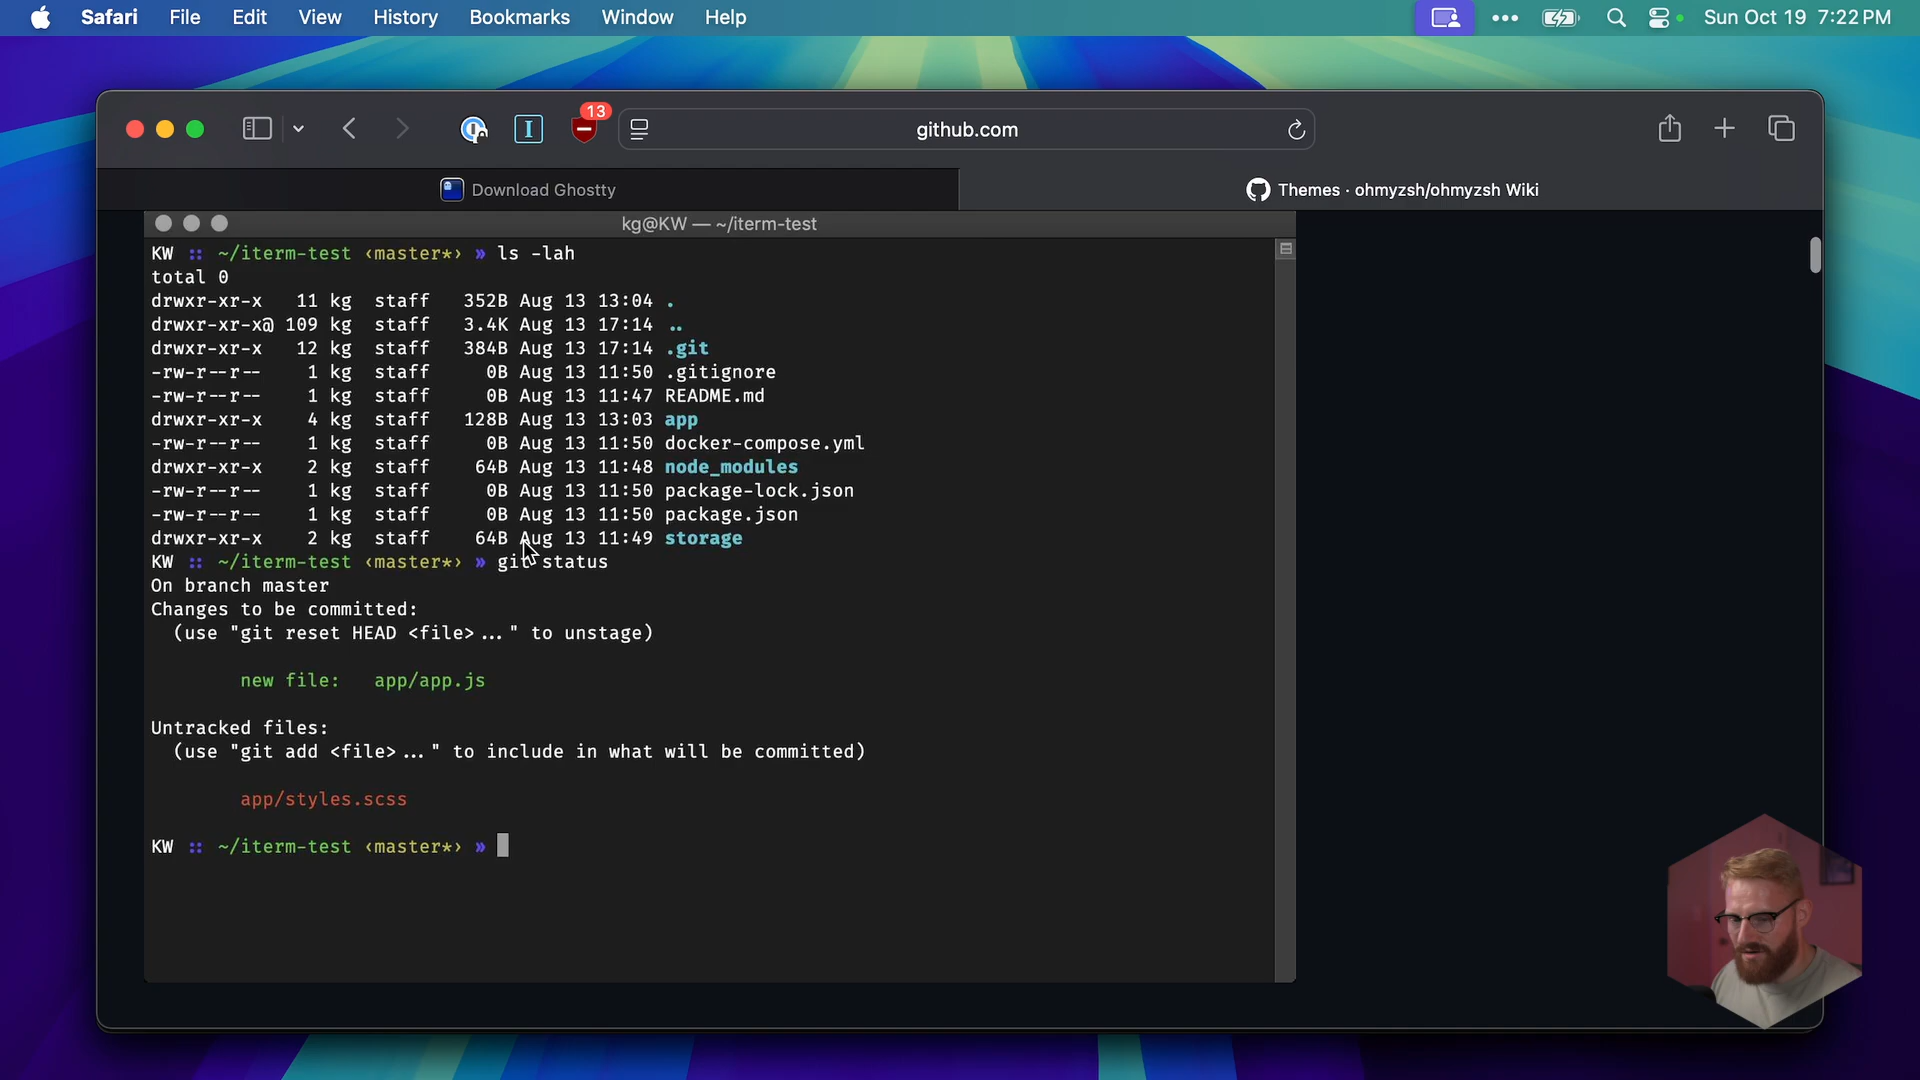 Safari File Edit View History Bookmarks Window Help Sun Oct 19 7:22 PM
13
github.com
Download Ghostty
Themes · ohmyzsh/ohmyzsh Wiki
kg@KW — ~/iterm-test
KW :: ~/iterm-test ‹master*› » ls -lah
total 0
drwxr-xr-x 11 kg staff 352B Aug 13 13:04 .
drwxr-xr-x@ 109 kg staff 3.4K Aug 13 17:14 ..
drwxr-xr-x 12 kg staff 384B Aug 13 17:14 .git
-rw-r--r-- 1 kg staff 0B Aug 13 11:50 .gitignore
-rw-r--r-- 1 kg staff 0B Aug 13 11:47 README.md
drwxr-xr-x 4 kg staff 128B Aug 13 13:03 app
-rw-r--r-- 1 kg staff 0B Aug 13 11:50 docker-compose.yml
drwxr-xr-x 2 kg staff 64B Aug 13 11:48 node_modules
-rw-r--r-- 1 kg staff 0B Aug 13 11:50 package-lock.json
-rw-r--r-- 1 kg staff 0B Aug 13 11:50 package.json
drwxr-xr-x 2 kg staff 64B Aug 13 11:49 storage
KW :: ~/iterm-test ‹master*› » git status
On branch master
Changes to be committed:
(use "git reset HEAD <file>..." to unstage)
new file: app/app.js
Untracked files:
(use "git add <file>..." to include in what will be committed)
app/styles.scss
KW :: ~/iterm-test ‹master*› »